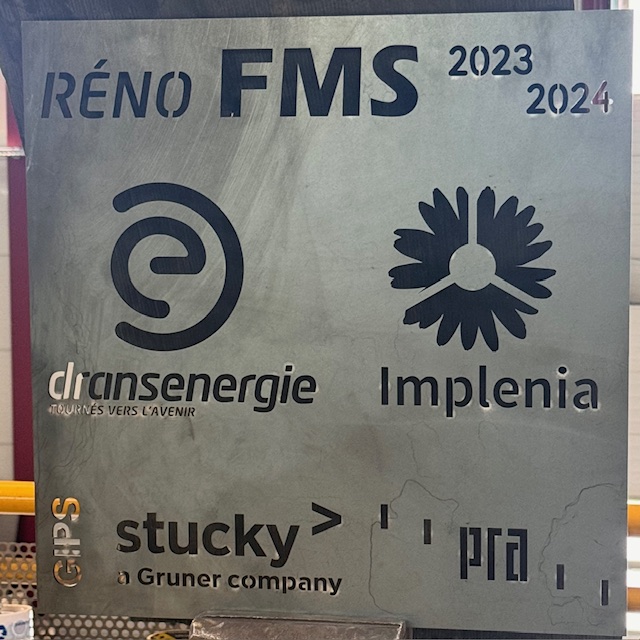 RÉNO FMS 2023
2024
dransenergie
TOURNÉS VERS L'AVENIR
Implenia
GIPS
stucky>
a Gruner company
pra